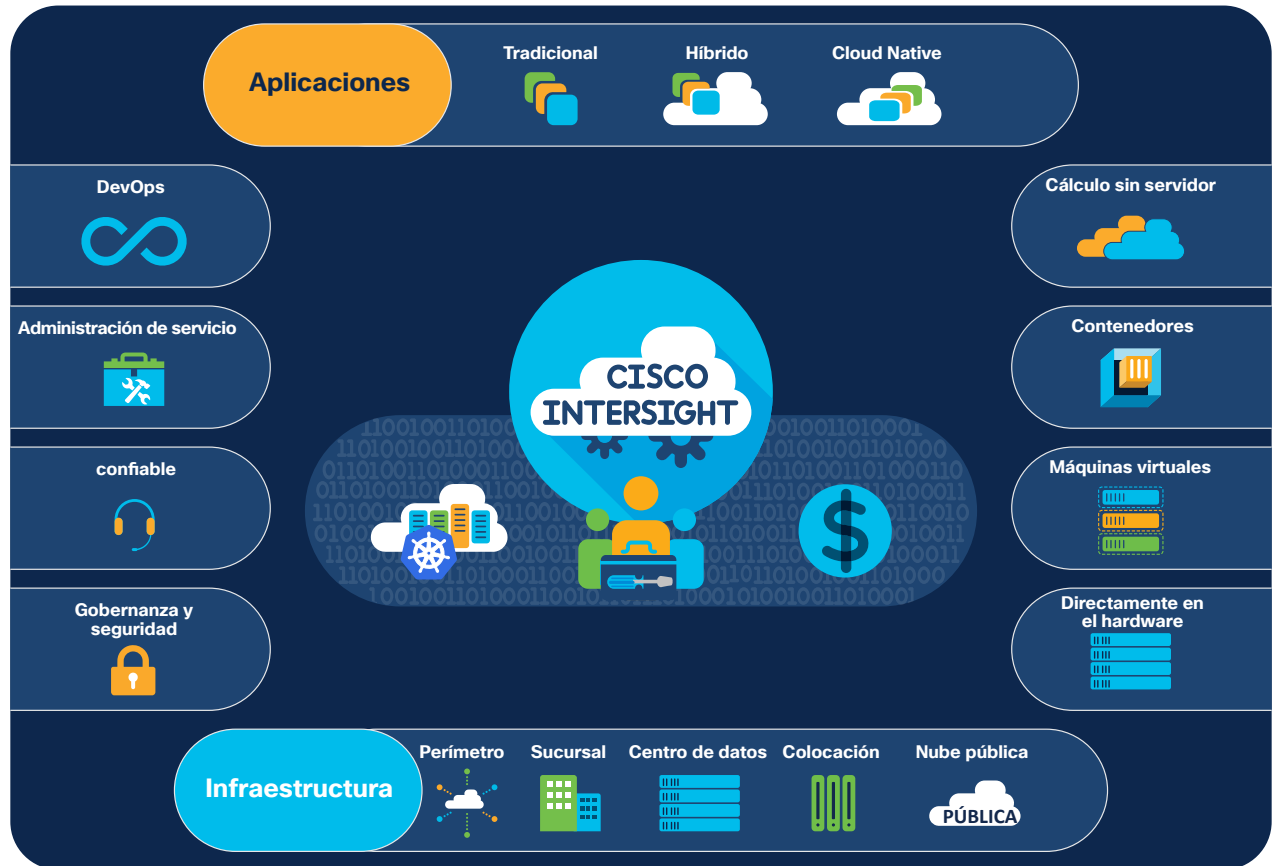 Aplicaciones
Tradicional
Híbrido
Cloud Native
DevOps
Administración de servicio
confiable
Gobernanza y
seguridad
CISCO
INTERSIGHT
Cálculo sin servidor
Contenedores
Máquinas virtuales
Directamente en
el hardware
Infraestructura
Perímetro
Sucursal
Centro de datos
Colocación
Nube pública
PÚBLICA